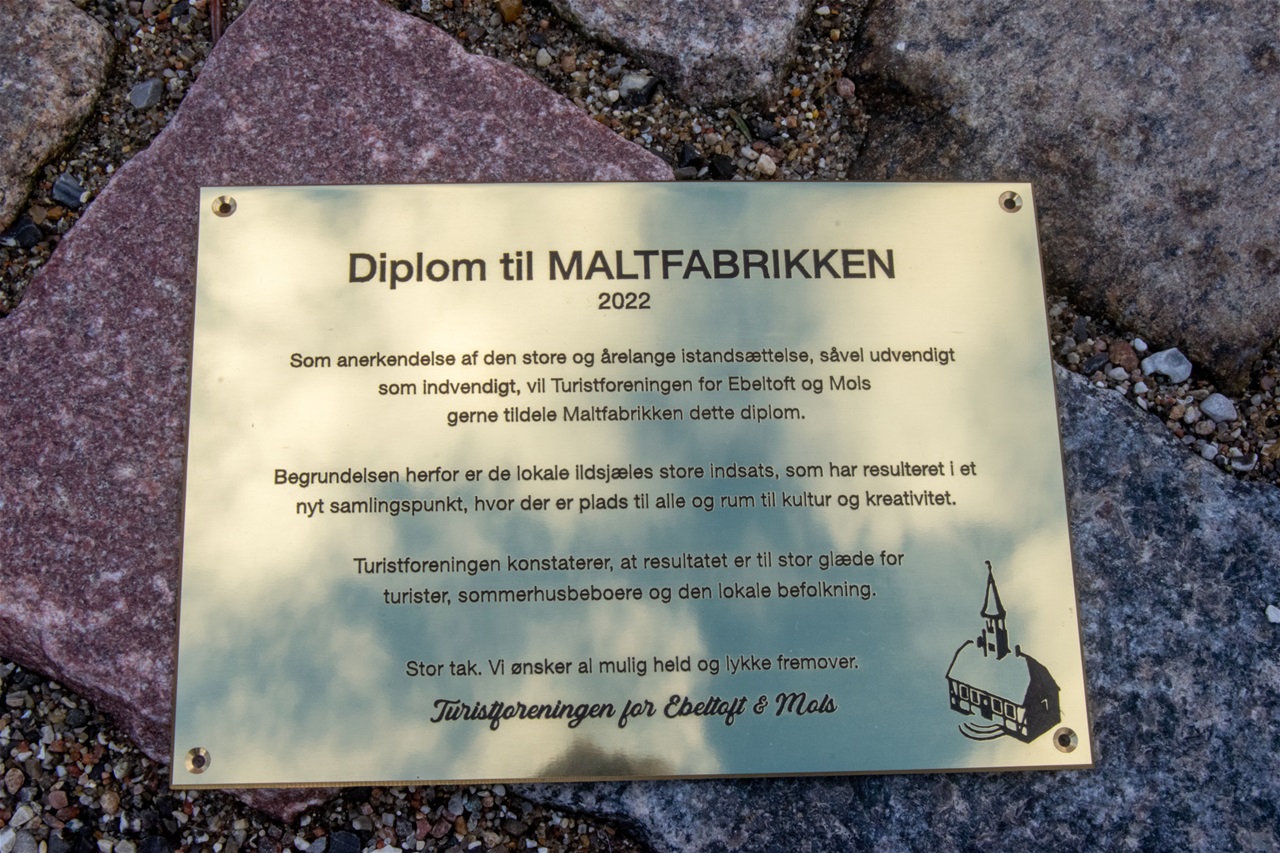 Diplom til MALTFABRIKKEN
2022
Som anerkendelse af den store og årelange istandsættelse, såvel udvendigt
som indvendigt, vil Turistforeningen for Ebeltoft og Mols
gerne tildele Maltfabrikken dette diplom.
Begrundelsen herfor er de lokale ildsjæles store indsats, som har resulteret i et
nyt samlingspunkt, hvor der er plads til alle og rum til kultur og kreativitet.
Turistforeningen konstaterer, at resultatet er til stor glæde for
turister, sommerhusbeboere og den lokale befolkning.
Stor tak. Vi ønsker al mulig held og lykke fremover.
Turistforeningen for Ebeltoft & Mols